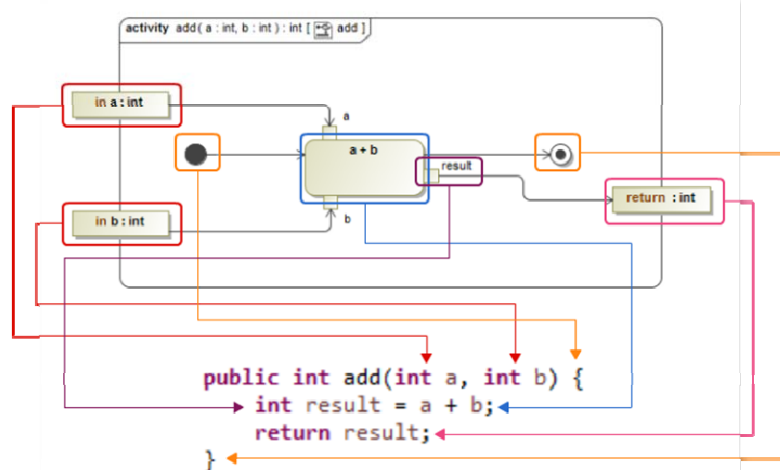 activity add( a : int, b : int ) : int [ add ]
in a : int
a
a + b
result
return : int
in b : int
b
public int add(int a, int b) {
int result = a + b;
return result;
}